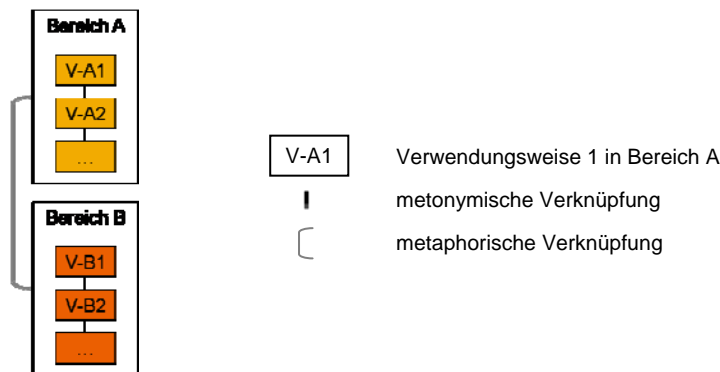 Bereich A
V-A1
V-A2
...
Bereich B
V-B1
V-B2
...
V-A1 Verwendungsweise 1 in Bereich A
metonymische Verknüpfung
metaphorische Verknüpfung